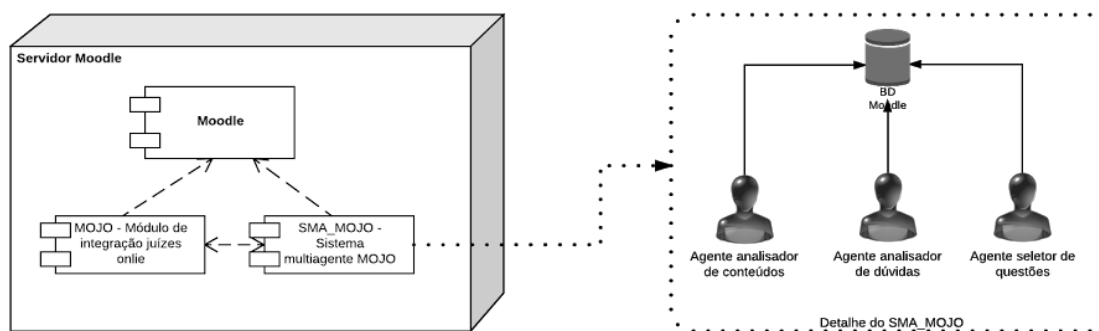 Servidor Moodle
Moodle
MOJO - Módulo de
integração juízes
onlie
SMA_MOJO -
Sistema
multiagente MOJO
BD
Moodle
Agente analisador
de conteúdos
Agente analisador
de dúvidas
Agente seletor de
questões
Detalhe do SMA_MOJO